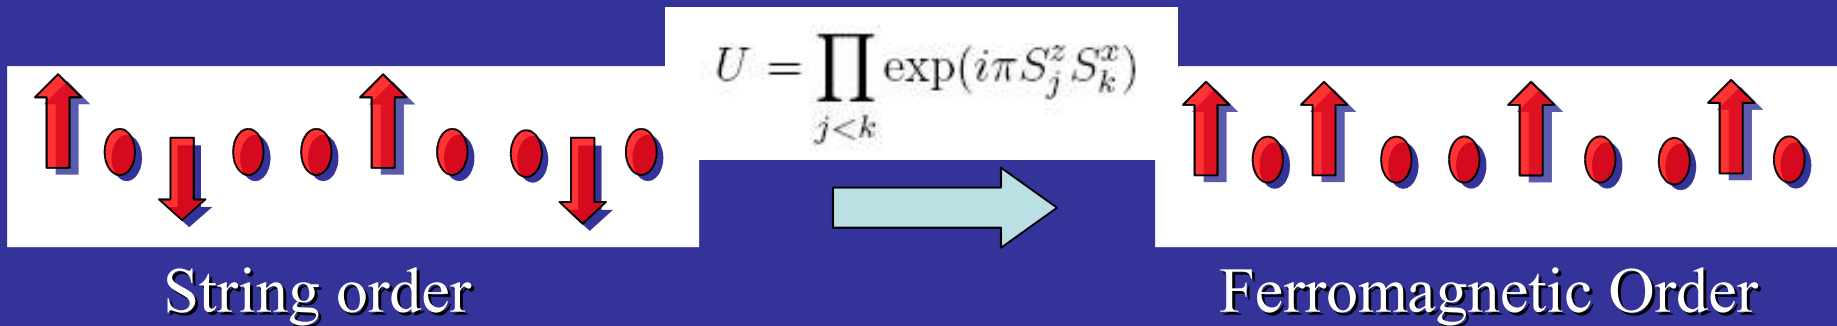 U = ∏_{j<k} exp(iπS_j^z S_k^x)
String order
Ferromagnetic Order